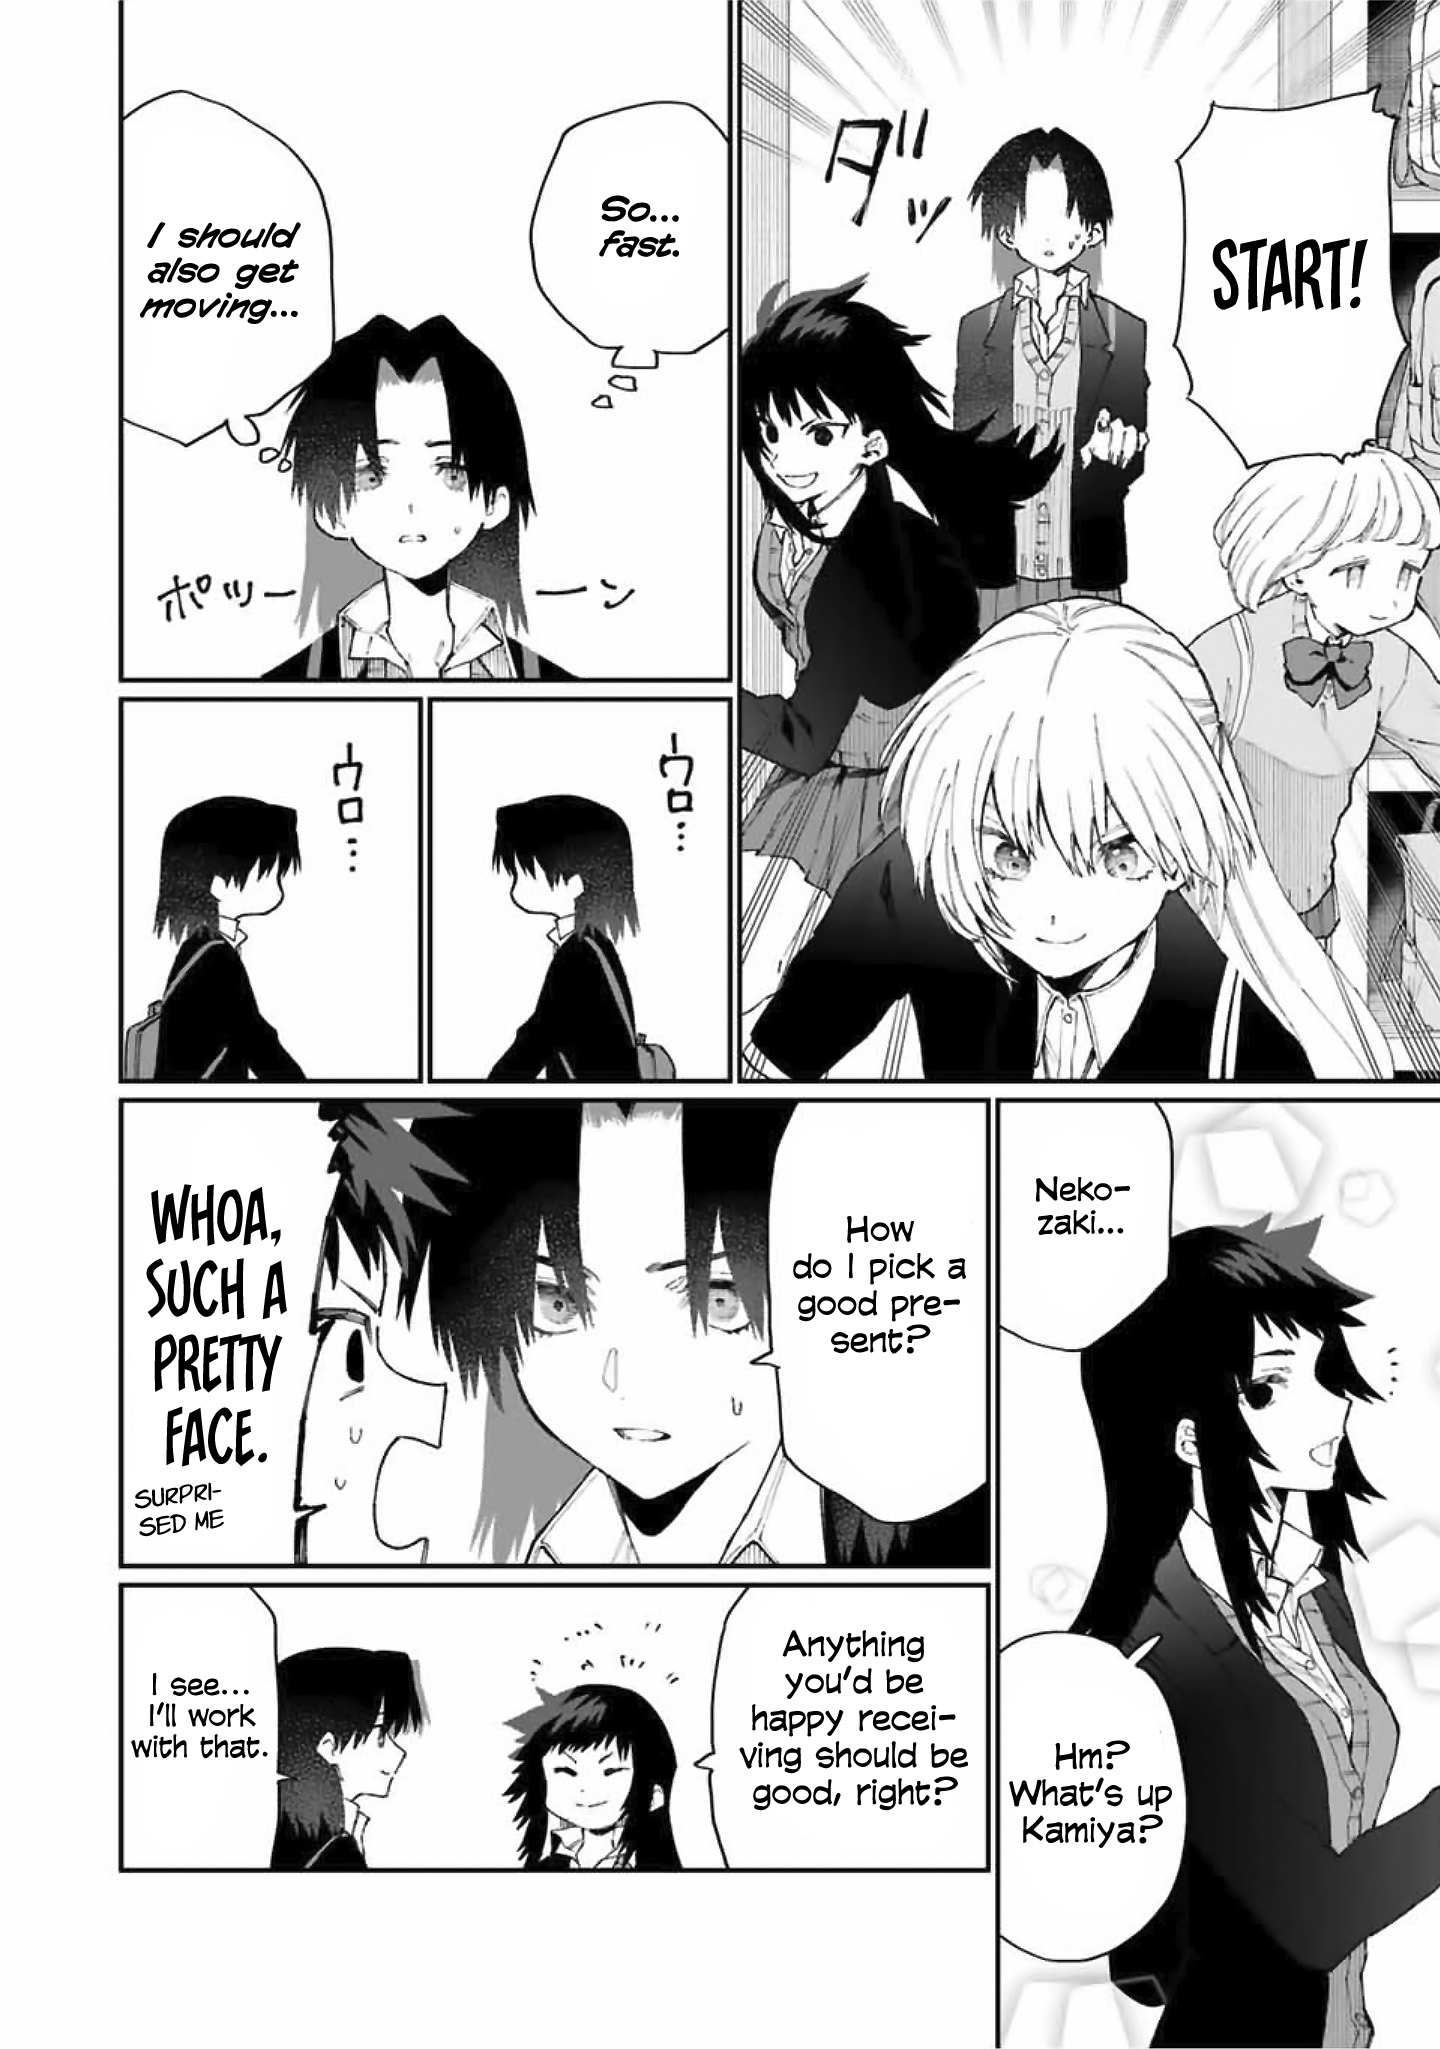 START!
ダッ
So...
fast.
I should
also get
moving...
ポツーーン
ウロ…
ウロ…
Neko-
zaki...
Hm?
What's up
Kamiya?
How
do I pick a
good pre-
sent?
WHOA,
SUCH A
PRETTY
FACE.
SURPRI-
SED ME
Anything
you'd be
happy recei-
ving should be
good, right?
I see...
I'll work
with that.